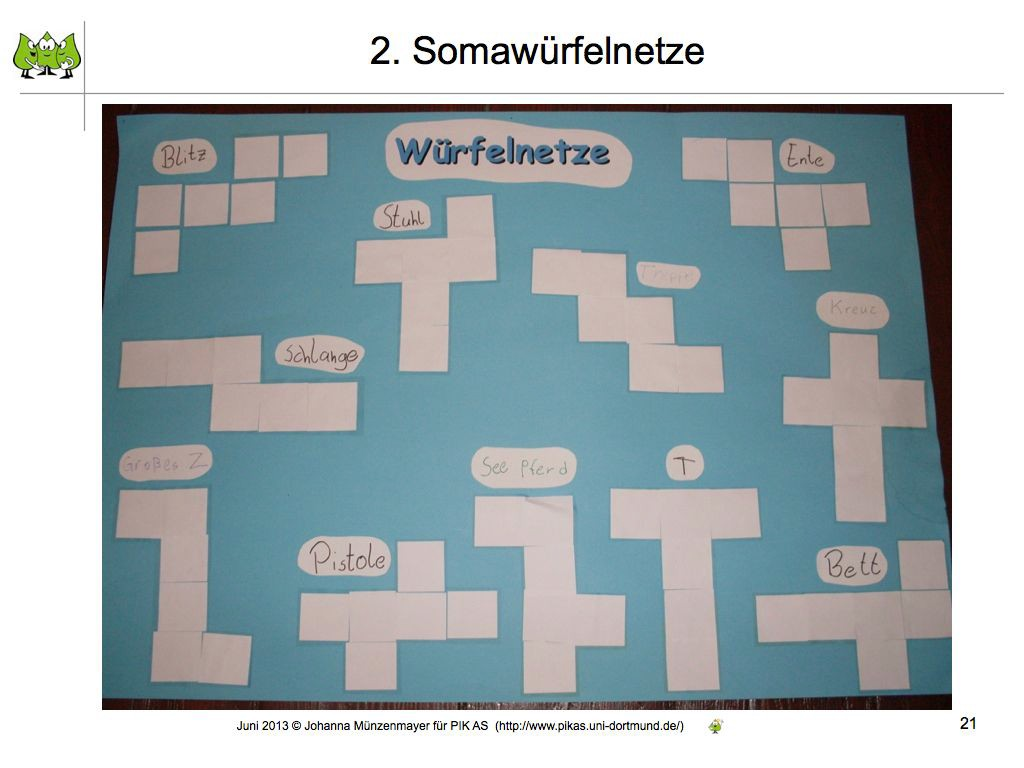 2. Somawürfelnetze
Würfelnetze
Blitz
Ente
Stuhl
Treppe
Kreuz
Schlange
Großes Z
See Pferd
T
Pistole
Bett
Juni 2013 © Johanna Münzenmayer für PIK AS (http://www.pikas.uni-dortmund.de/)
21